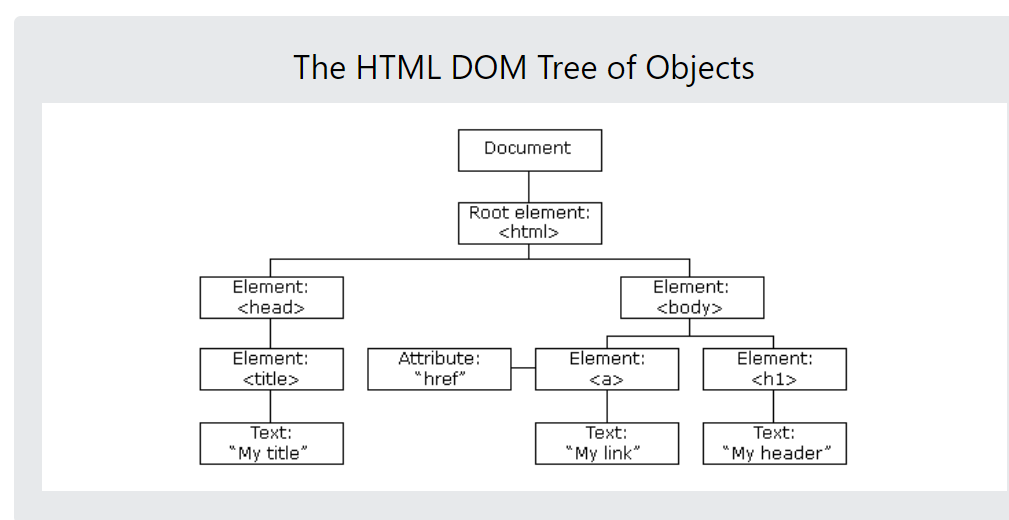 The HTML DOM Tree of Objects
Document
Root element:
<html>
Element:
<head>
Element:
<body>
Element:
<title>
Attribute:
“href”
Element:
<a>
Element:
<h1>
Text:
“My title”
Text:
“My link”
Text:
“My header”